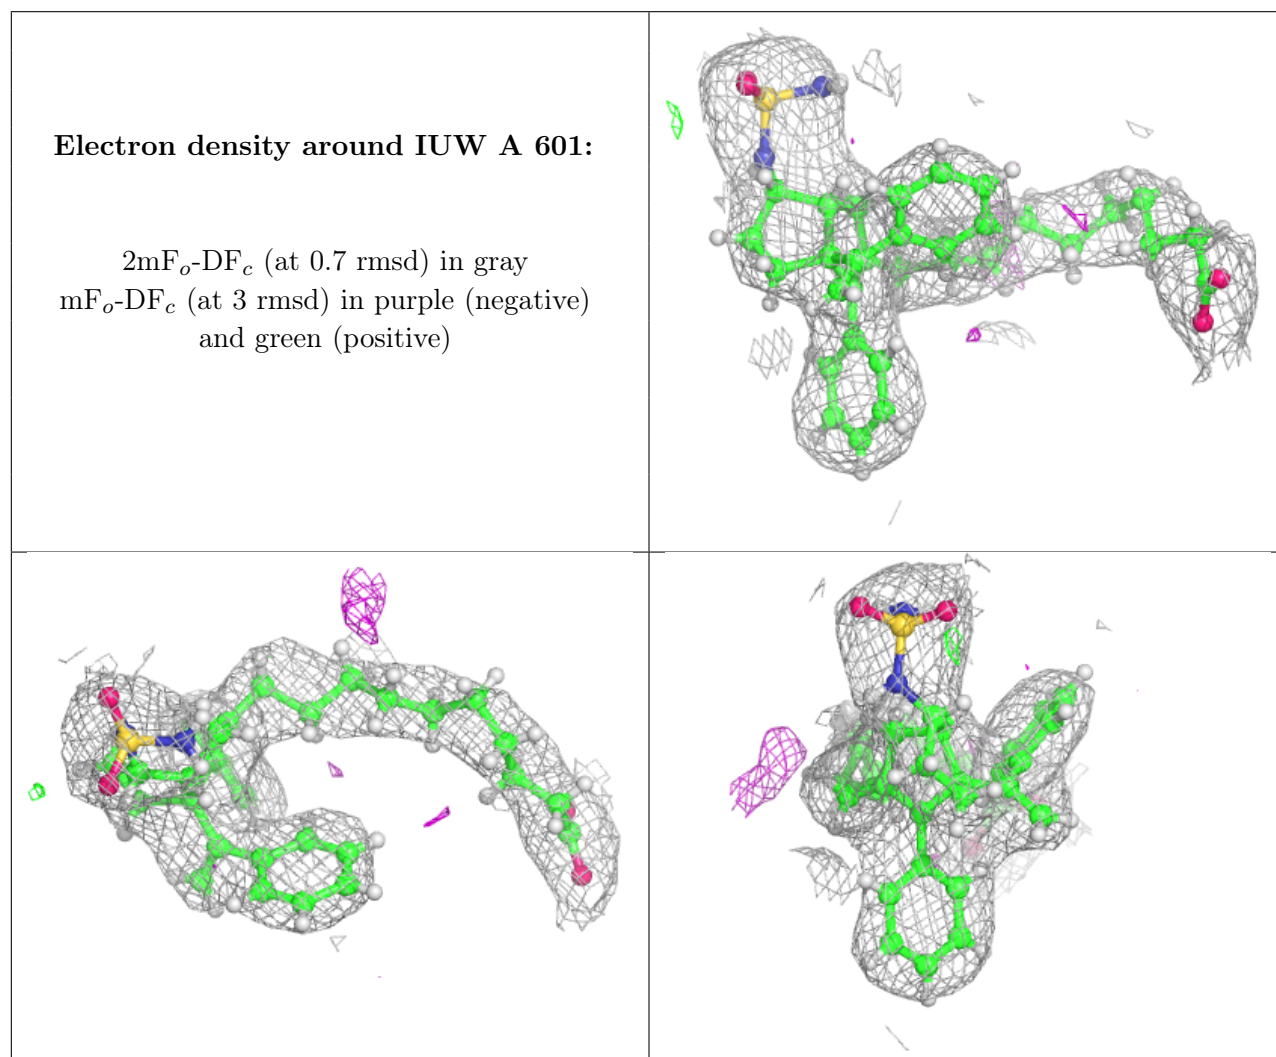 Electron density around IUW A 601:
2mFo-DFc (at 0.7 rmsd) in gray
mFo-DFc (at 3 rmsd) in purple (negative)
and green (positive)